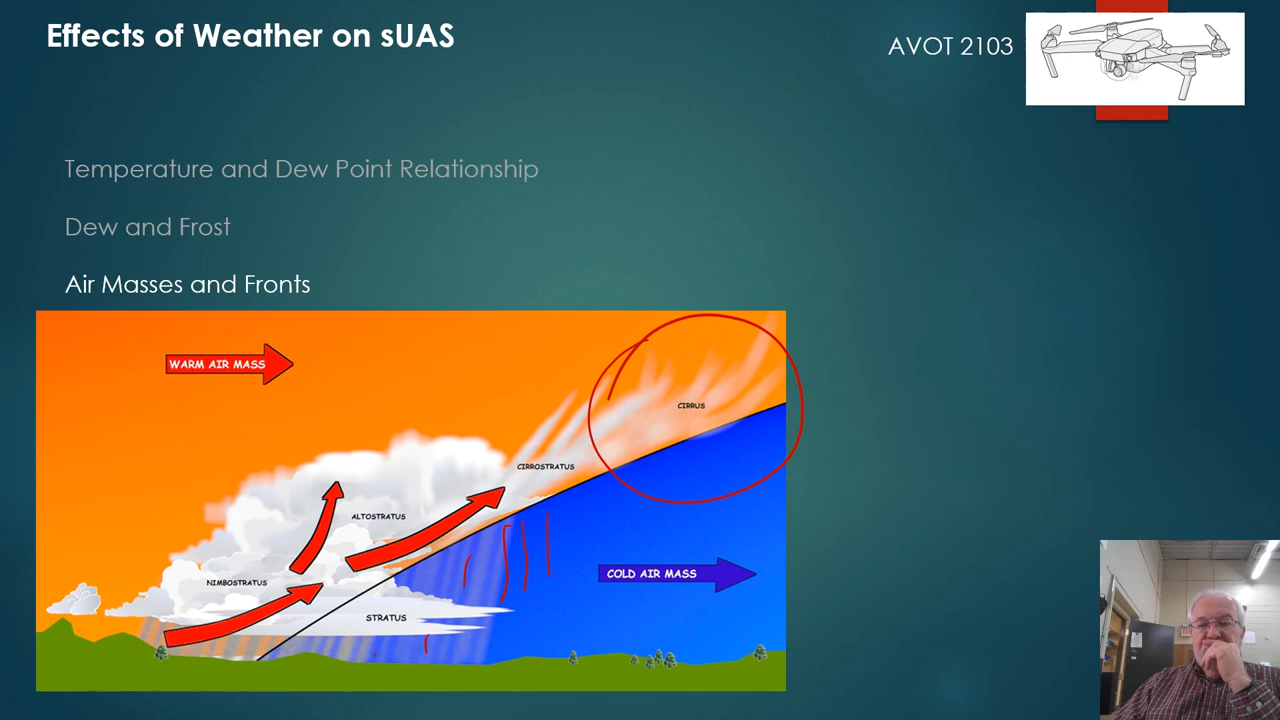 Effects of Weather on sUAS
AVOT 2103
Temperature and Dew Point Relationship
Dew and Frost
Air Masses and Fronts
WARM AIR MASS
CIRRUS
CIRROSTRATUS
ALTOSTRATUS
NIMBOSTRATUS
COLD AIR MASS
STRATUS